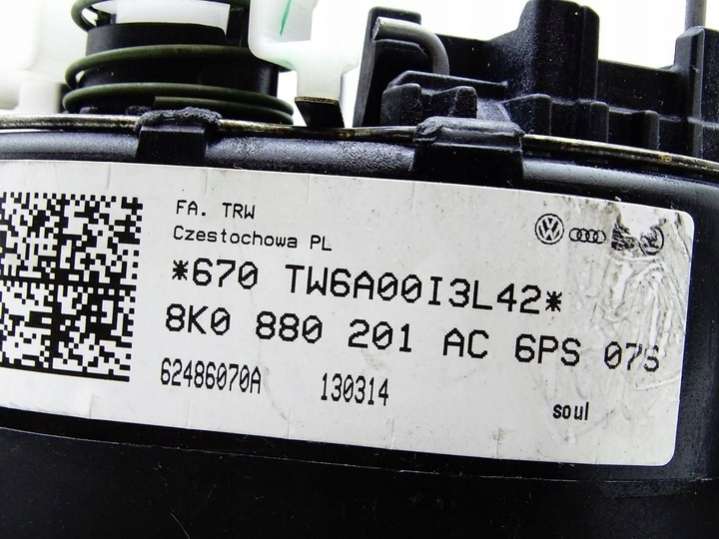 FA. TRW
Czestochowa PL
*670 TW6A00I3L42*
8K0 880 201 AC 6PS 07S
62486070A 130314
soul